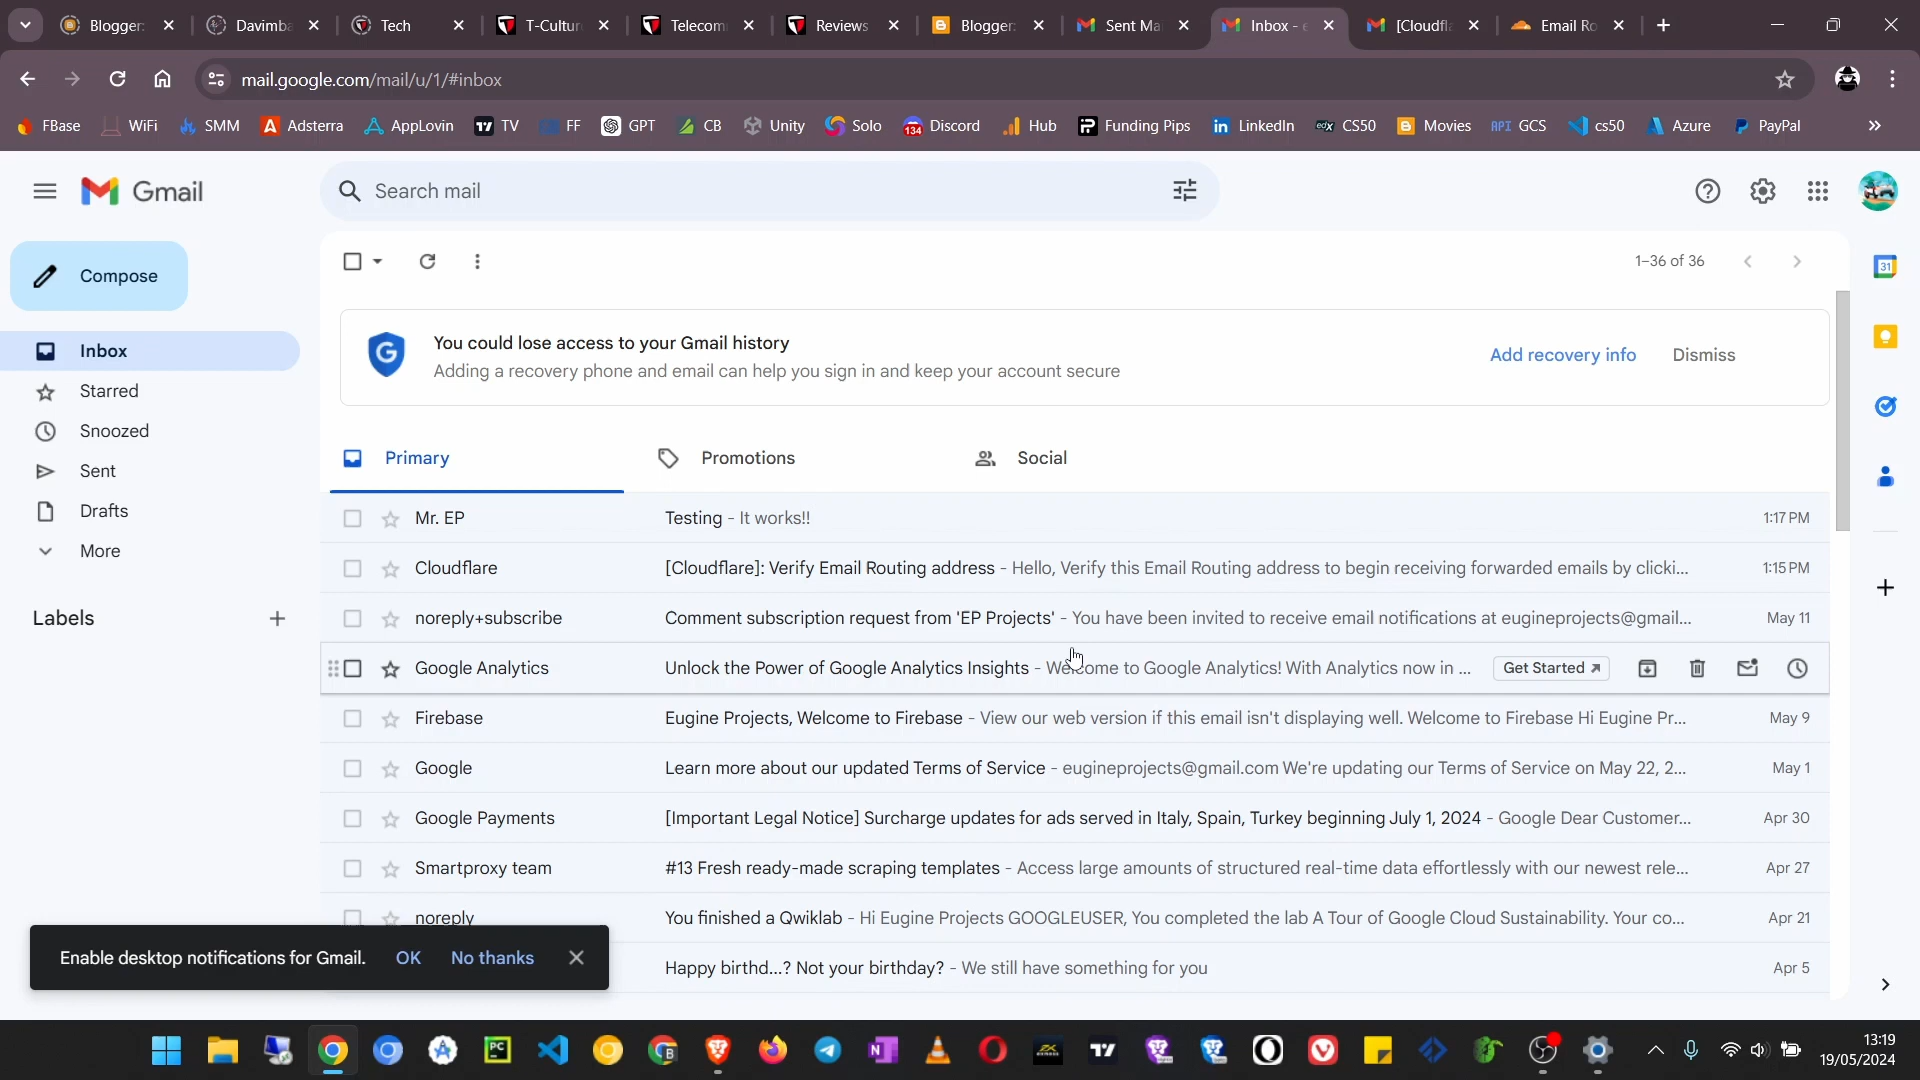 Blogger:
Davimba
Tech
T-Cultur
Telecom
Reviews
Blogger:
Sent Mai
Inbox - e
[Cloudfla
Email Ro
mail.google.com/mail/u/1/#inbox
FBase
WiFi
SMM
Adsterra
AppLovin
TV
FF
GPT
CB
Unity
Solo
134
Discord
Hub
Funding Pips
LinkedIn
edX
CS50
Movies
API
GCS
cs50
Azure
PayPal
Gmail
Search mail
Compose
1–36 of 36
31
You could lose access to your Gmail history
Adding a recovery phone and email can help you sign in and keep your account secure
Add recovery info
Dismiss
Inbox
Starred
Snoozed
Sent
Drafts
More
Labels
Primary
Promotions
Social
Mr. EP Testing - It works!! 1:17 PM
Cloudflare [Cloudflare]: Verify Email Routing address - Hello, Verify this Email Routing address to begin receiving forwarded emails by clicki... 1:15 PM
noreply+subscribe Comment subscription request from 'EP Projects' - You have been invited to receive email notifications at eugineprojects@gmail... May 11
Google Analytics Unlock the Power of Google Analytics Insights - Welcome to Google Analytics! With Analytics now in ... Get Started
Firebase Eugine Projects, Welcome to Firebase - View our web version if this email isn't displaying well. Welcome to Firebase Hi Eugine Pr... May 9
Google Learn more about our updated Terms of Service - eugineprojects@gmail.com We're updating our Terms of Service on May 22, 2... May 1
Google Payments [Important Legal Notice] Surcharge updates for ads served in Italy, Spain, Turkey beginning July 1, 2024 - Google Dear Customer... Apr 30
Smartproxy team #13 Fresh ready-made scraping templates - Access large amounts of structured real-time data effortlessly with our newest rele... Apr 27
noreply You finished a Qwiklab - Hi Eugine Projects GOOGLEUSER, You completed the lab A Tour of Google Cloud Sustainability. Your co... Apr 21
Happy birthd...? Not your birthday? - We still have something for you Apr 5
Enable desktop notifications for Gmail. OK No thanks
13:19
19/05/2024